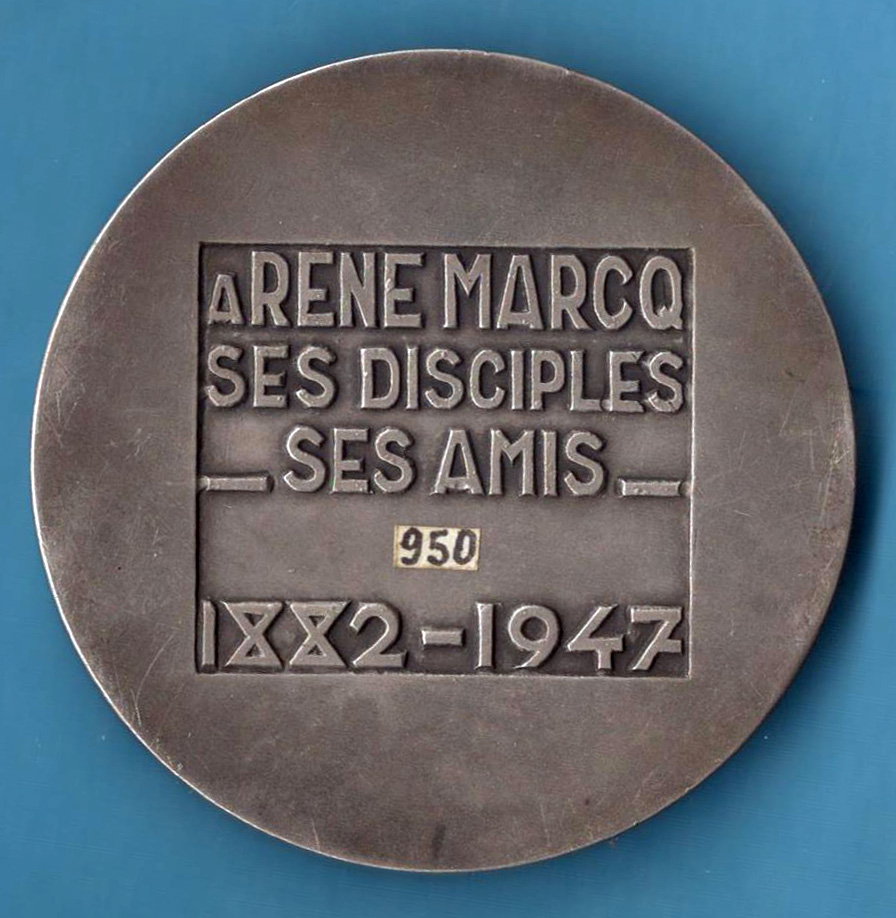 A RENE MARCQ
SES DISCIPLES
_ SES AMIS _
950
1882-1947